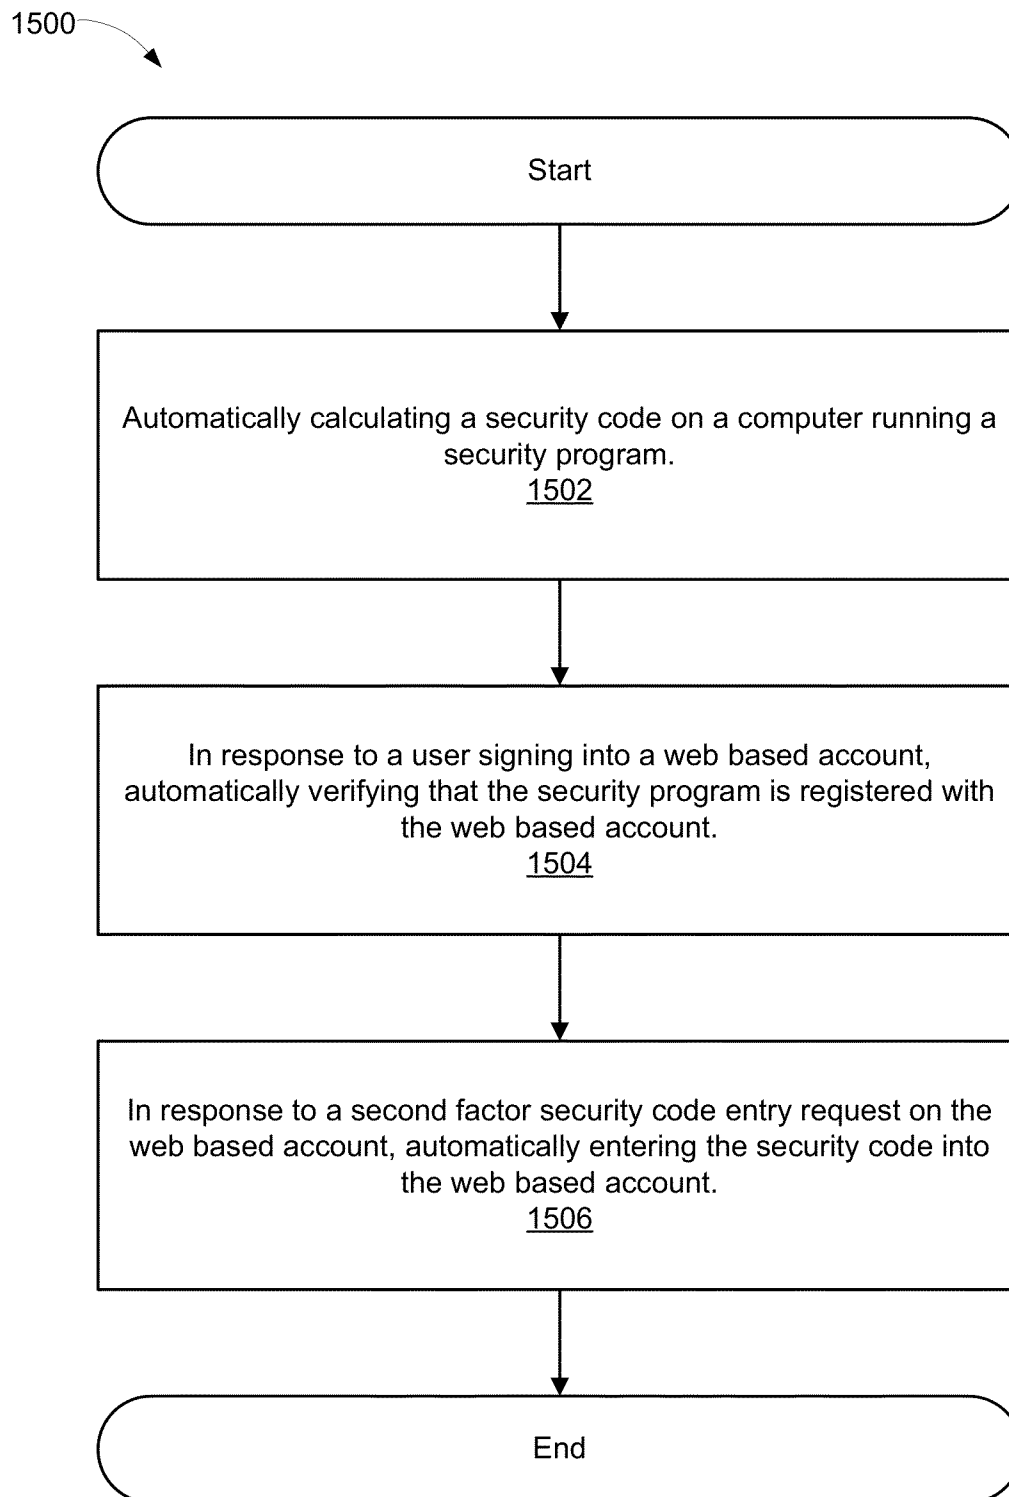 1500
Start
Automatically calculating a security code on a computer running a
security program.
1502
In response to a user signing into a web based account,
automatically verifying that the security program is registered with
the web based account.
1504
In response to a second factor security code entry request on the
web based account, automatically entering the security code into
the web based account.
1506
End